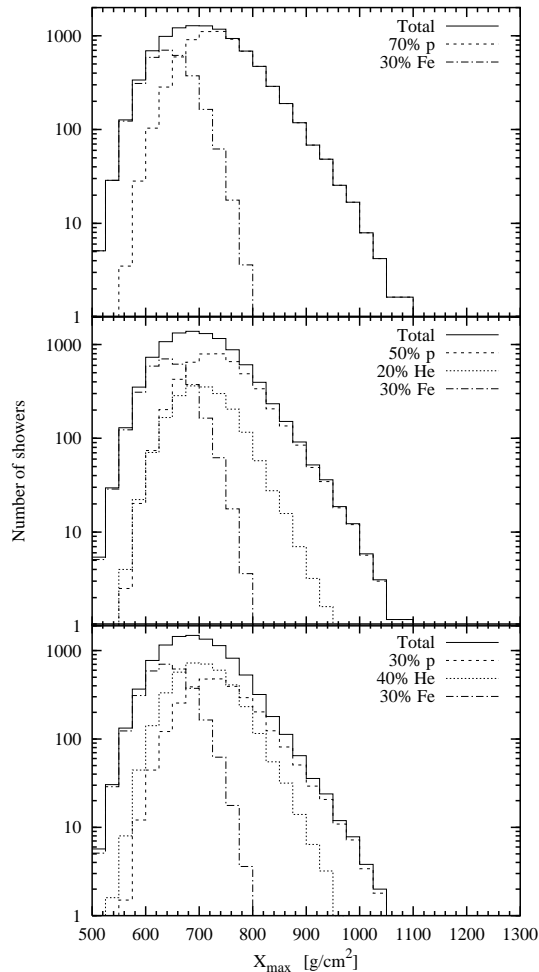 1000
100
10
1
Total
70% p
30% Fe
1000
100
10
1
Total
50% p
20% He
30% Fe
Number of showers
1000
100
10
1
Total
30% p
40% He
30% Fe
500 600 700 800 900 1000 1100 1200 1300
X_max [g/cm²]